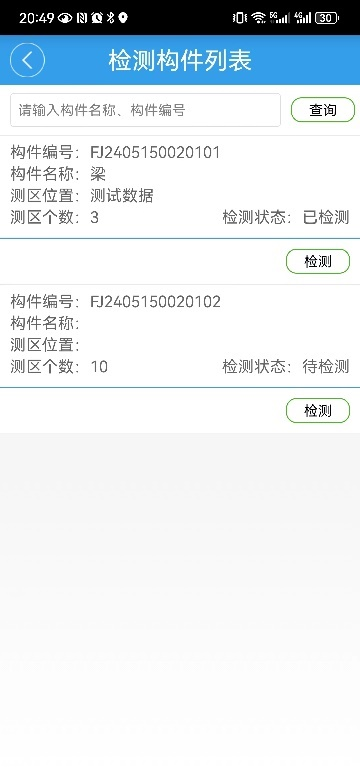 20:49 5G 4G 30
检测构件列表
请输入构件名称、构件编号 查询
构件编号：FJ2405150020101
构件名称：梁
测区位置：测试数据
测区个数：3 检测状态：已检测
检测
构件编号：FJ2405150020102
构件名称：
测区位置：
测区个数：10 检测状态：待检测
检测